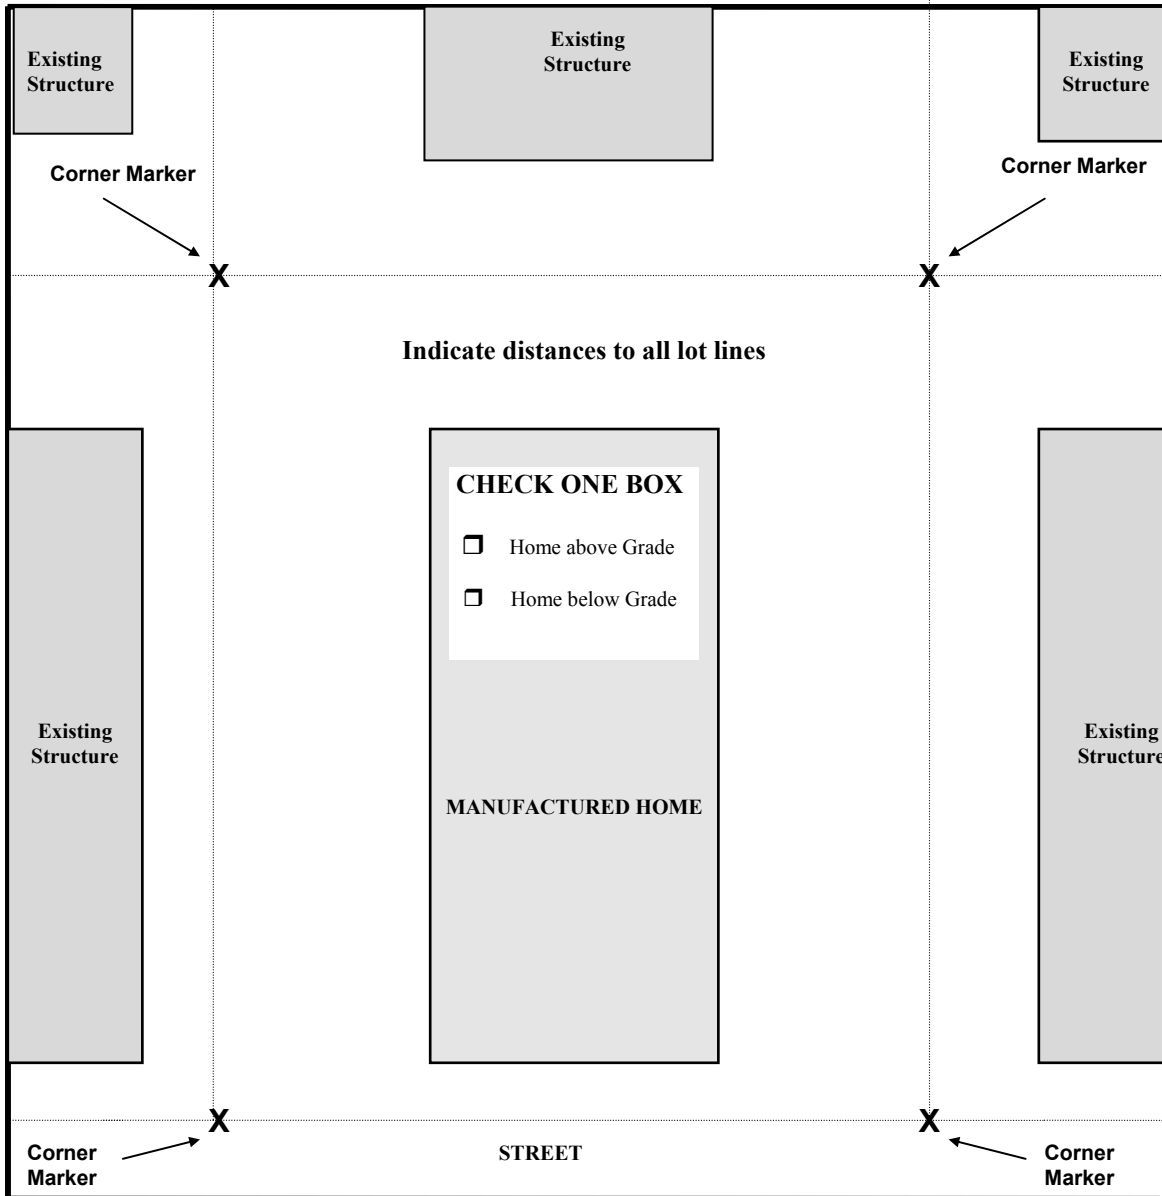 Existing
Structure
Existing
Structure
Existing
Structure
Corner Marker
Corner Marker
X
X
Indicate distances to all lot lines
CHECK ONE BOX
Home above Grade
Home below Grade
Existing
Structure
Existing
Structure
MANUFACTURED HOME
X
X
Corner
Marker
STREET
Corner
Marker